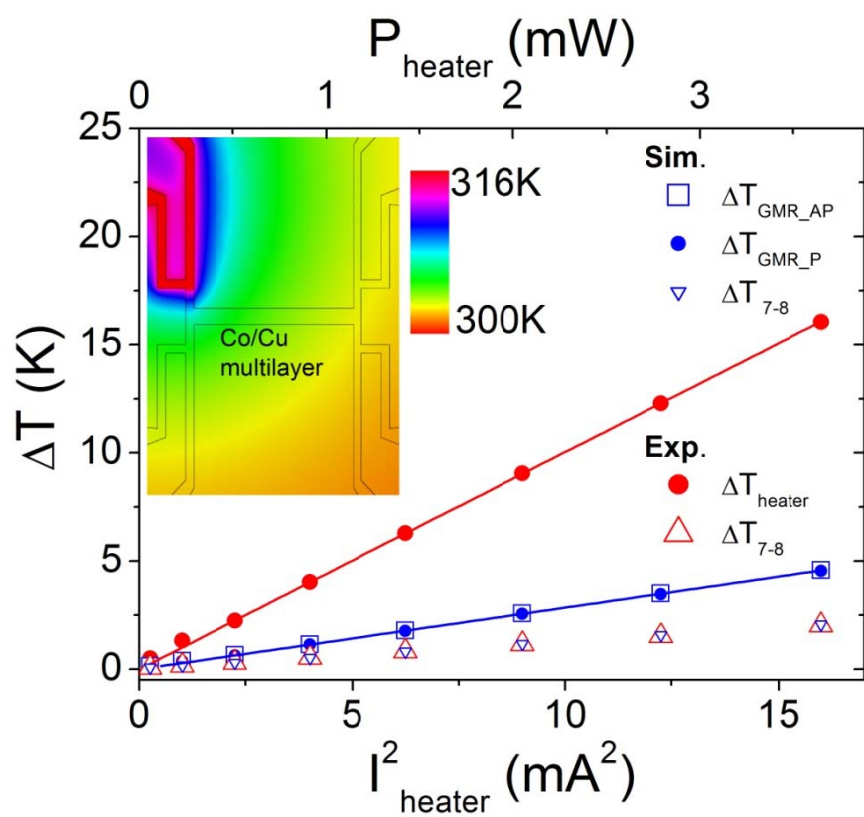 P_heater (mW)
0 1 2 3
25
20
15
10
5
0
ΔT (K)
316K
300K
Co/Cu
multilayer
Sim.
ΔT_GMR_AP
ΔT_GMR_P
ΔT_7-8
Exp.
ΔT_heater
ΔT_7-8
0 5 10 15
I²_heater (mA²)